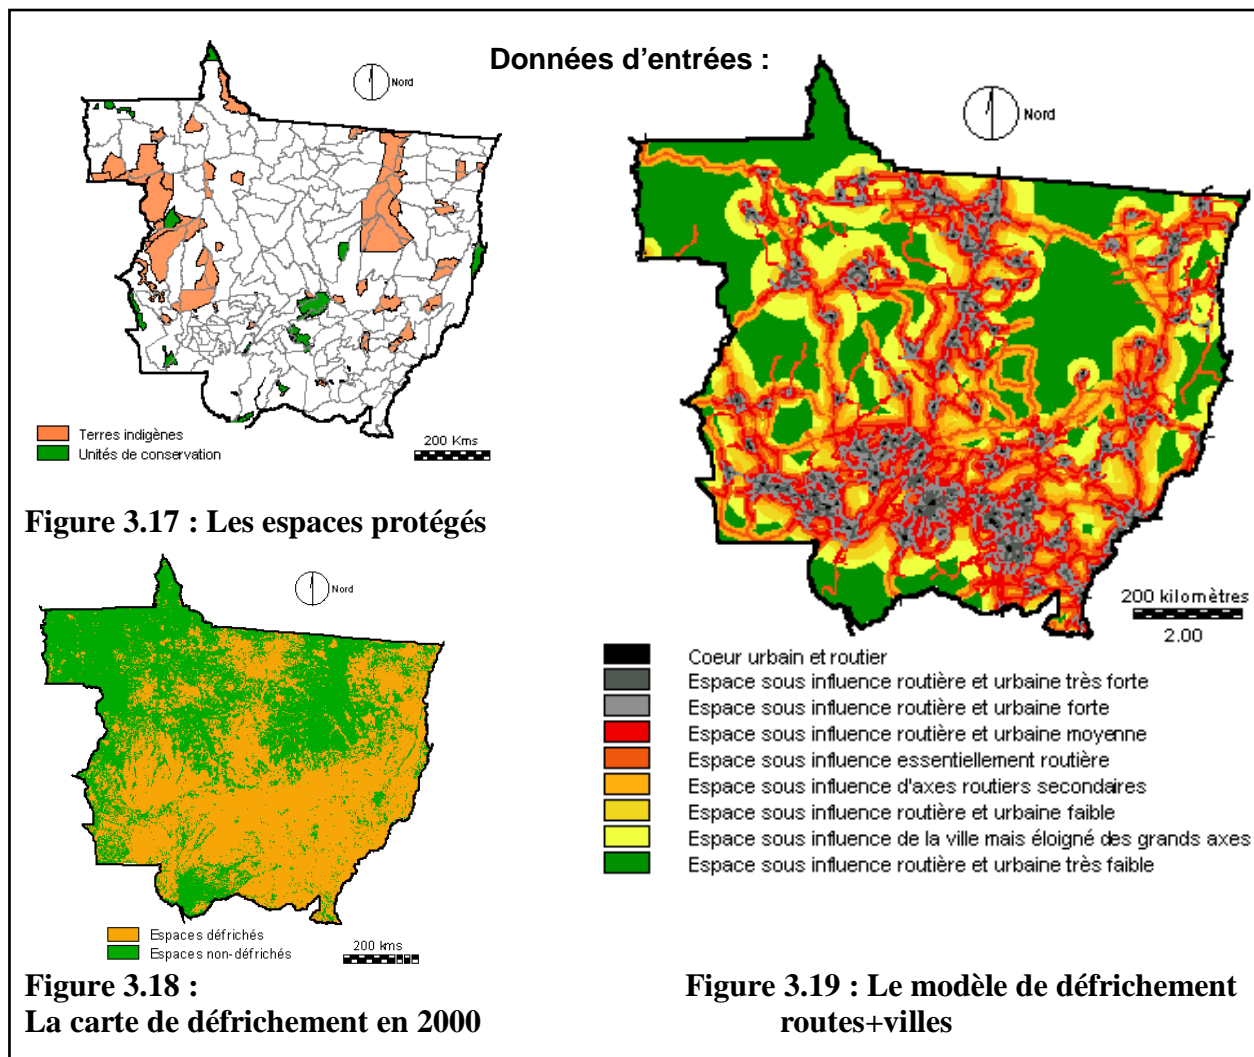 Données d'entrées :
Nord
Terres indigènes
Unités de conservation
200 Kms
Figure 3.17 : Les espaces protégés
Nord
Espaces défrichés
Espaces non-défrichés
200 kms
Figure 3.18 :
La carte de défrichement en 2000
Nord
200 kilomètres
2.00
Coeur urbain et routier
Espace sous influence routière et urbaine très forte
Espace sous influence routière et urbaine forte
Espace sous influence routière et urbaine moyenne
Espace sous influence essentiellement routière
Espace sous influence d'axes routiers secondaires
Espace sous influence routière et urbaine faible
Espace sous influence de la ville mais éloigné des grands axes
Espace sous influence routière et urbaine très faible
Figure 3.19 : Le modèle de défrichement
routes+villes